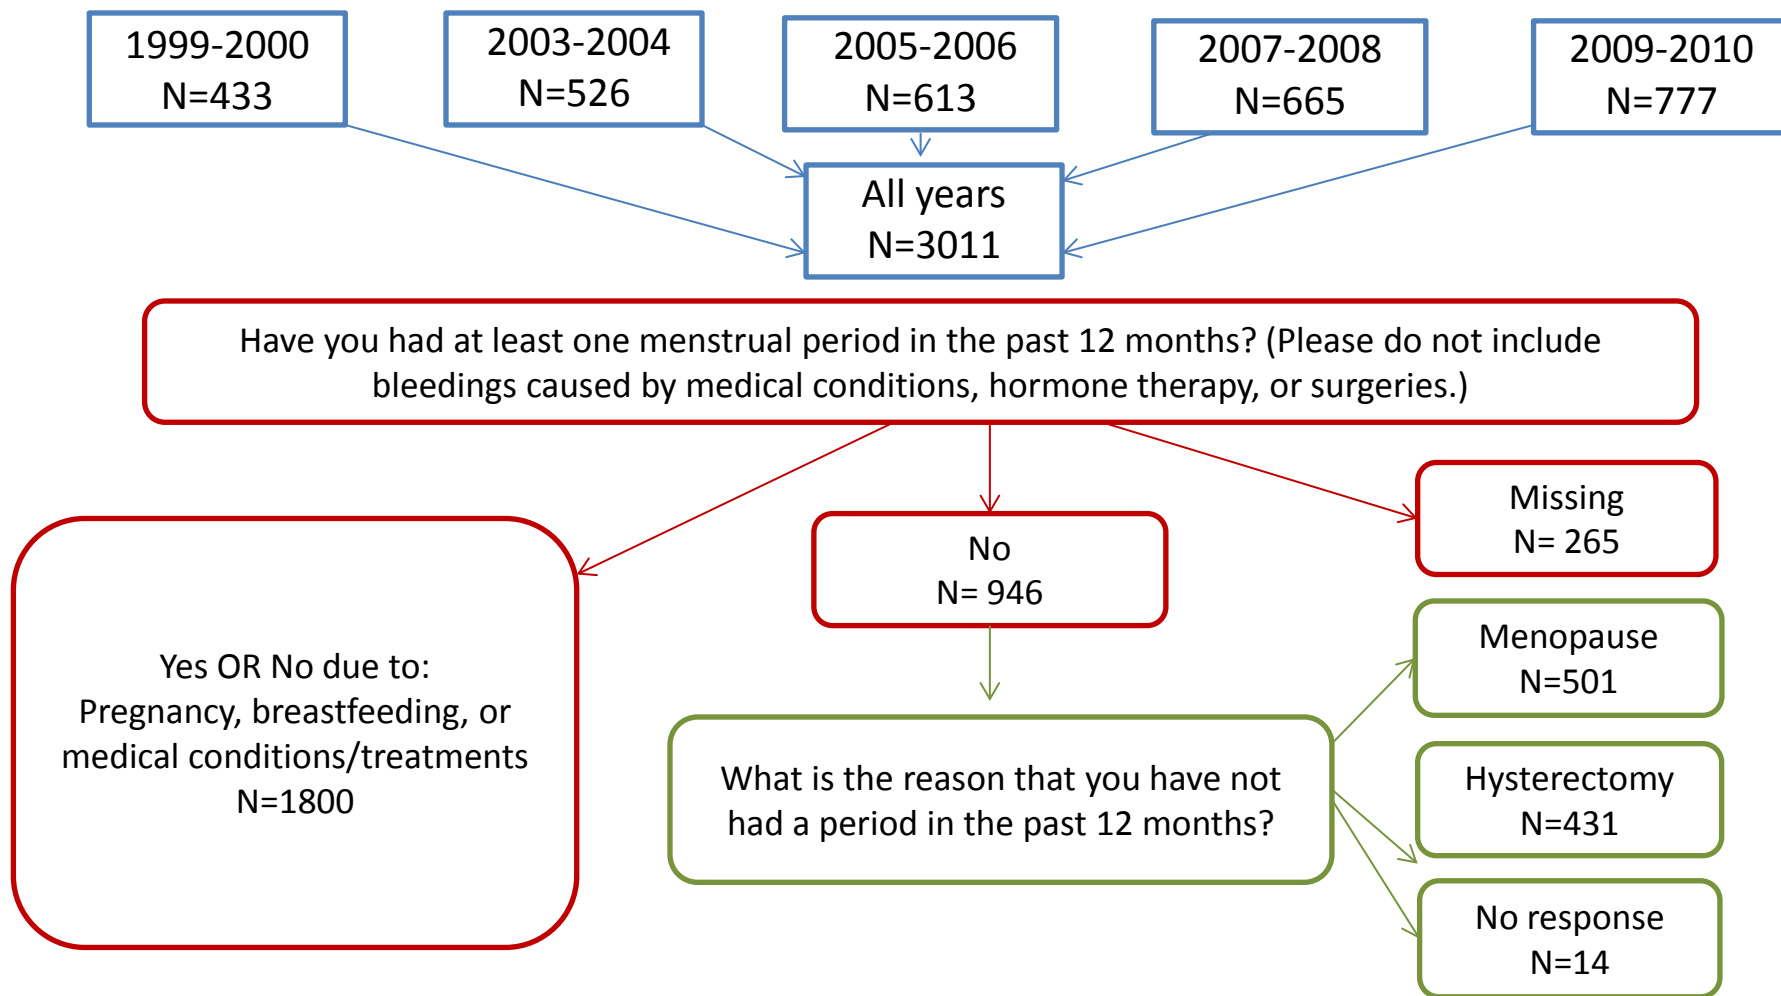 1999-2000
N=433
2003-2004
N=526
2005-2006
N=613
2007-2008
N=665
2009-2010
N=777
All years
N=3011
Have you had at least one menstrual period in the past 12 months? (Please do not include
bleedings caused by medical conditions, hormone therapy, or surgeries.)
Yes OR No due to:
Pregnancy, breastfeeding, or
medical conditions/treatments
N=1800
No
N= 946
Missing
N= 265
What is the reason that you have not
had a period in the past 12 months?
Menopause
N=501
Hysterectomy
N=431
No response
N=14